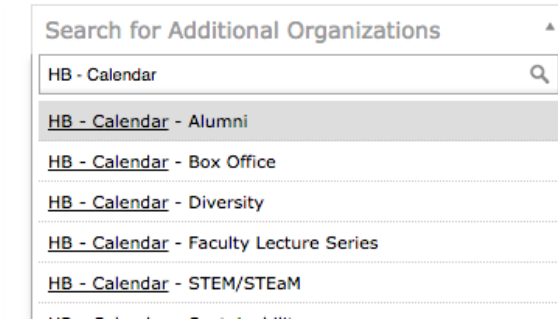 Search for Additional Organizations
HB - Calendar
HB - Calendar - Alumni
HB - Calendar - Box Office
HB - Calendar - Diversity
HB - Calendar - Faculty Lecture Series
HB - Calendar - STEM/STEaM